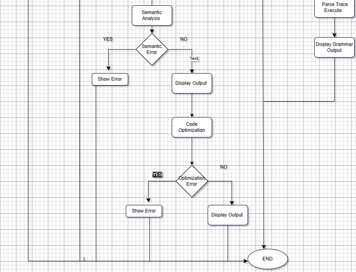 Semantic
Analysis
Parse Trace
Execute
YES
NO
Semantic
Error
Display Grammar
Output
Text
Show Error
Display Output
Code
Optimization
NO
YES
Optimization
Error
Show Error
Display Output
END